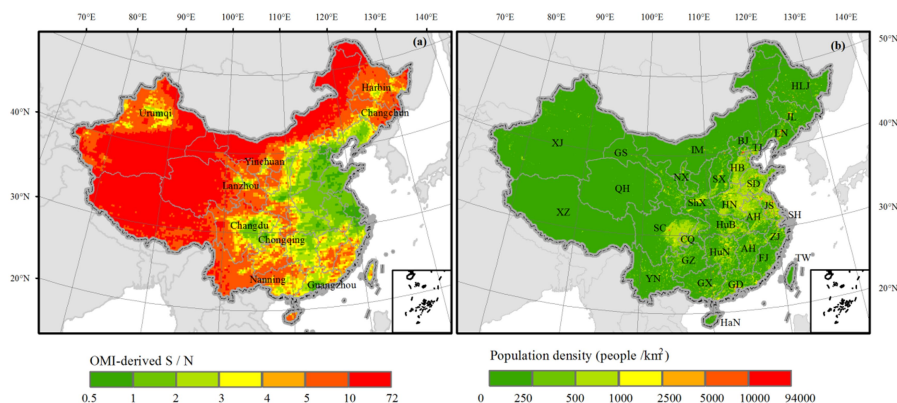 70°E 80°E 90°E 100°E 110°E 120°E 130°E 140°E
70°E 80°E 90°E 100°E 110°E 120°E 130°E 140°E
(a)
(b)
50°N
40°N
30°N
20°N
40°N
30°N
20°N
Harbin
Changchun
Urumqi
Yinchuan
Lanzhou
Changdu
Chongqing
Nanning
Guangzhou
HLJ
JL
LN
XJ
GS
IM
BJ
TJ
HB
NX
SX
SD
QH
ShX
HN
JS
XZ
AH
SH
SC
HuB
CQ
ZJ
HuN
AH
GZ
FJ
TW
YN
GX
GD
HaN
OMI-derived S / N
0.5 1 2 3 4 5 10 72
Population density (people /km²)
0 250 500 1000 2500 5000 10000 94000